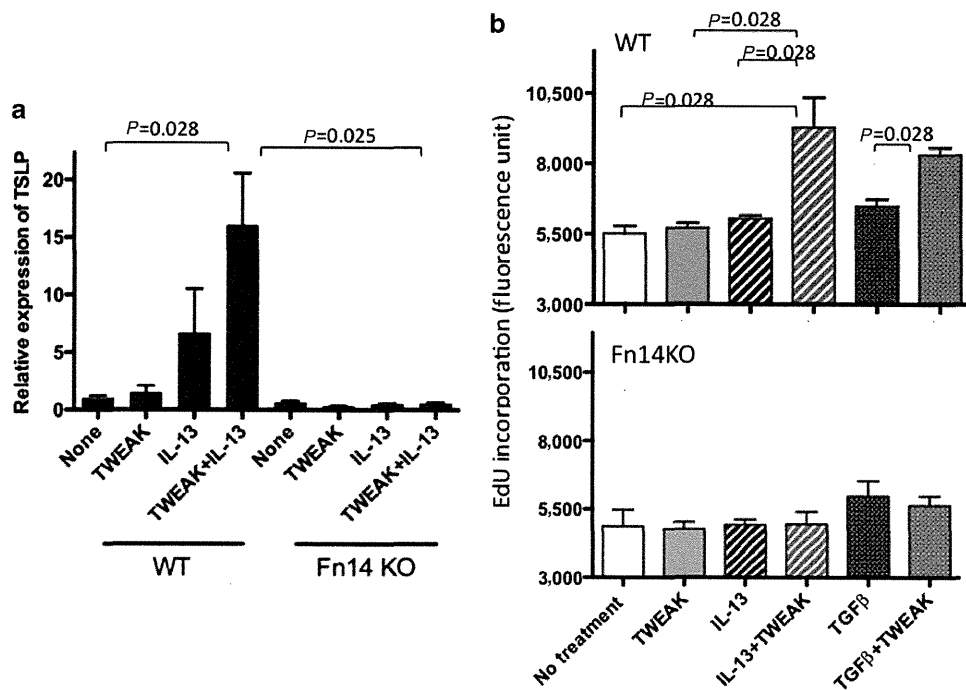 a
P=0.028
P=0.025
Relative expression of TSLP
20
15
10
5
0
None
TWEAK
IL-13
TWEAK+IL-13
None
TWEAK
IL-13
TWEAK+IL-13
WT
Fn14 KO
b
P=0.028
WT
P=0.028
P=0.028
P=0.028
EdU incorporation (fluorescence unit)
10,500
8,000
5,500
3,000
Fn14KO
10,500
8,000
5,500
3,000
No treatment
TWEAK
IL-13
IL-13+TWEAK
TGFβ
TGFβ+TWEAK